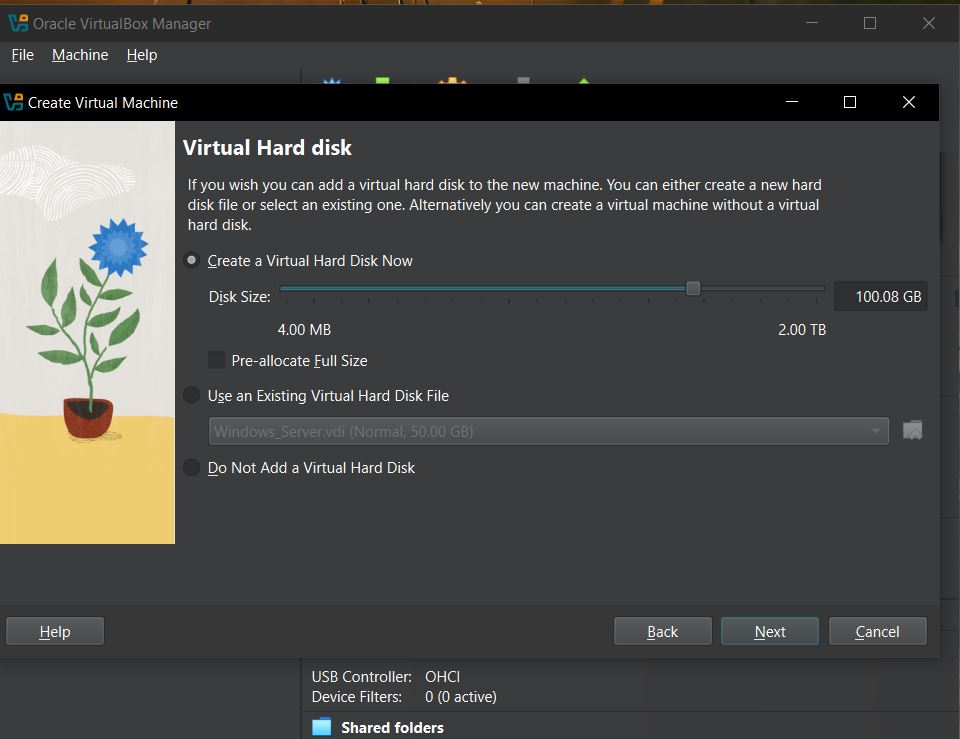 Oracle VirtualBox Manager
File Machine Help
Create Virtual Machine
Virtual Hard disk
If you wish you can add a virtual hard disk to the new machine. You can either create a new hard
disk file or select an existing one. Alternatively you can create a virtual machine without a virtual
hard disk.
Create a Virtual Hard Disk Now
Disk Size: 100.08 GB
4.00 MB 2.00 TB
Pre-allocate Full Size
Use an Existing Virtual Hard Disk File
Windows_Server.vdi (Normal, 50.00 GB)
Do Not Add a Virtual Hard Disk
Help Back Next Cancel
USB Controller: OHCI
Device Filters: 0 (0 active)
Shared folders